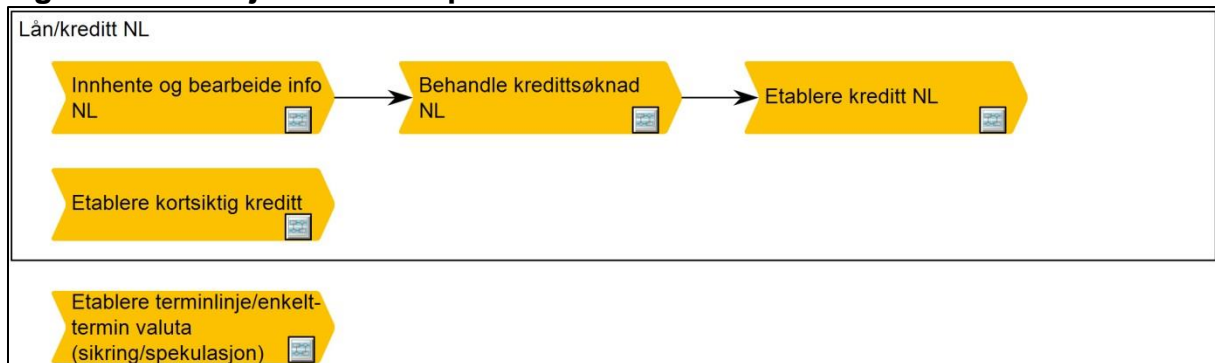 Lån/kreditt NL
Innhente og bearbeide info
NL
Behandle kredittsøknad
NL
Etablere kreditt NL
Etablere kortsiktig kreditt
Etablere terminlinje/enkelt-
termin valuta
(sikring/spekulasjon)